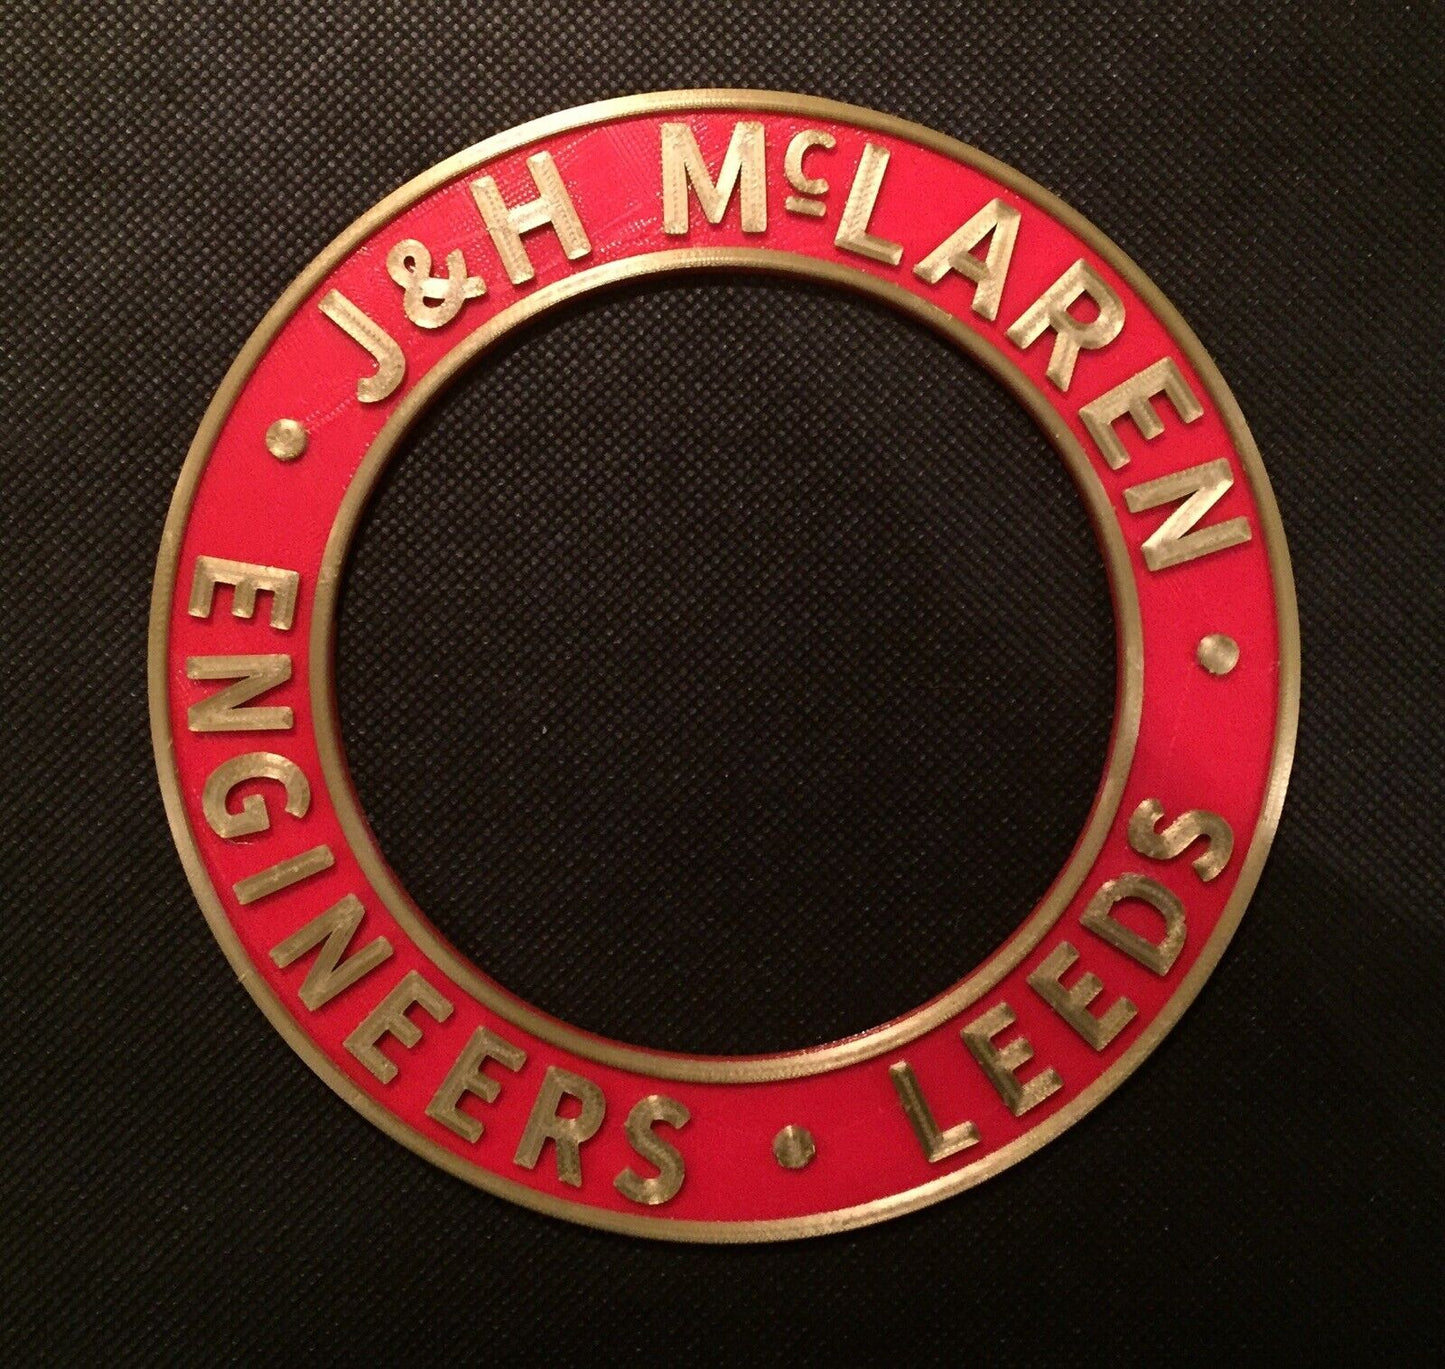 J&H McLAREN
· ENGINEERS · LEEDS ·